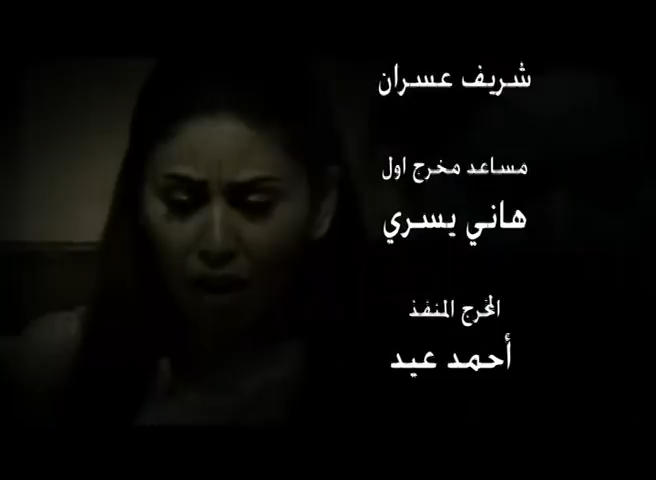 شريف عسران
مساعد مخرج اول
هاني يسري
المخرج المنفذ
أحمد عيد